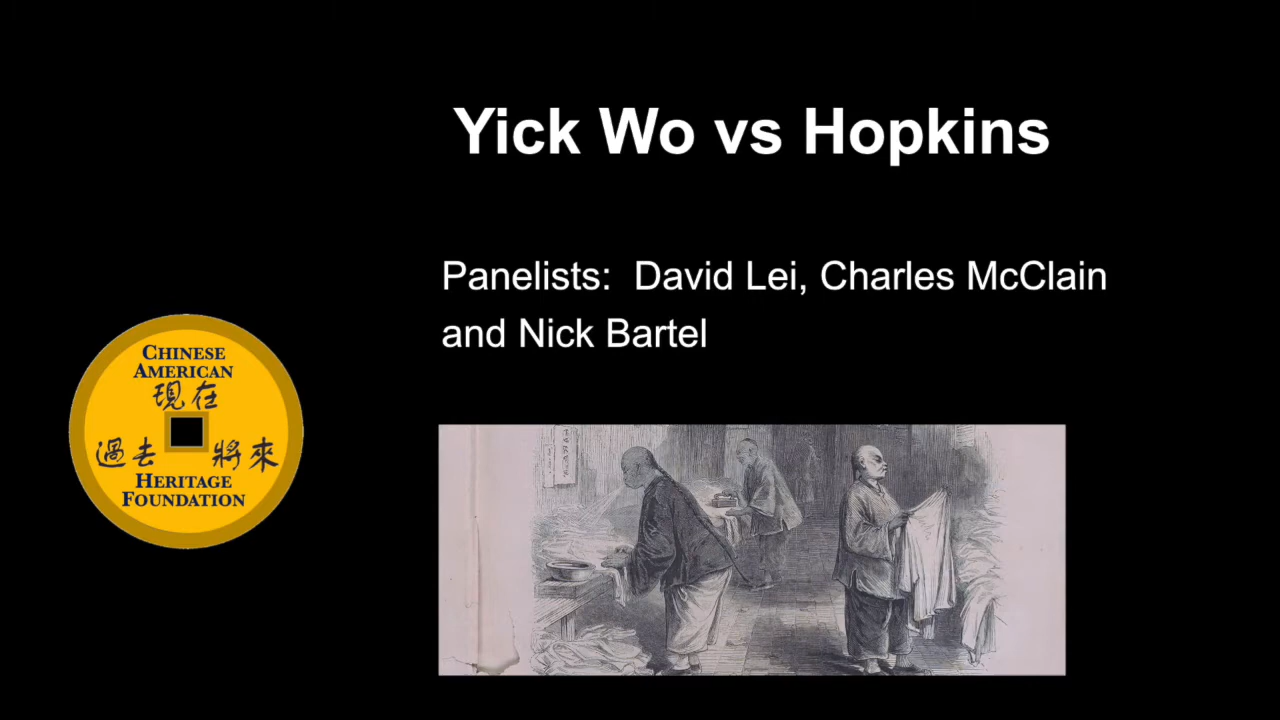 Yick Wo vs Hopkins
Panelists:  David Lei, Charles McClain
and Nick Bartel
CHINESE
AMERICAN
現在
過去 將來
HERITAGE
FOUNDATION